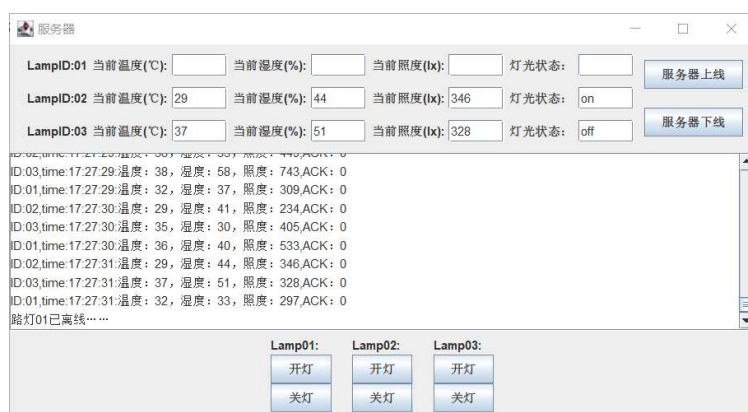 服务器
LampID:01 当前温度(℃): 当前湿度(%): 当前照度(lx): 灯光状态： 服务器上线
LampID:02 当前温度(℃): 29 当前湿度(%): 44 当前照度(lx): 346 灯光状态： on
LampID:03 当前温度(℃): 37 当前湿度(%): 51 当前照度(lx): 328 灯光状态： off 服务器下线
ID:03,time:17:27:29:温度：38，湿度：58，照度：743,ACK：0
ID:01,time:17:27:29:温度：32，湿度：37，照度：309,ACK：0
ID:02,time:17:27:30:温度：29，湿度：41，照度：234,ACK：0
ID:03,time:17:27:30:温度：35，湿度：30，照度：405,ACK：0
ID:01,time:17:27:30:温度：36，湿度：40，照度：533,ACK：0
ID:02,time:17:27:31:温度：29，湿度：44，照度：346,ACK：0
ID:03,time:17:27:31:温度：37，湿度：51，照度：328,ACK：0
ID:01,time:17:27:31:温度：32，湿度：33，照度：297,ACK：0
路灯01已离线……
Lamp01: Lamp02: Lamp03:
开灯 开灯 开灯
关灯 关灯 关灯